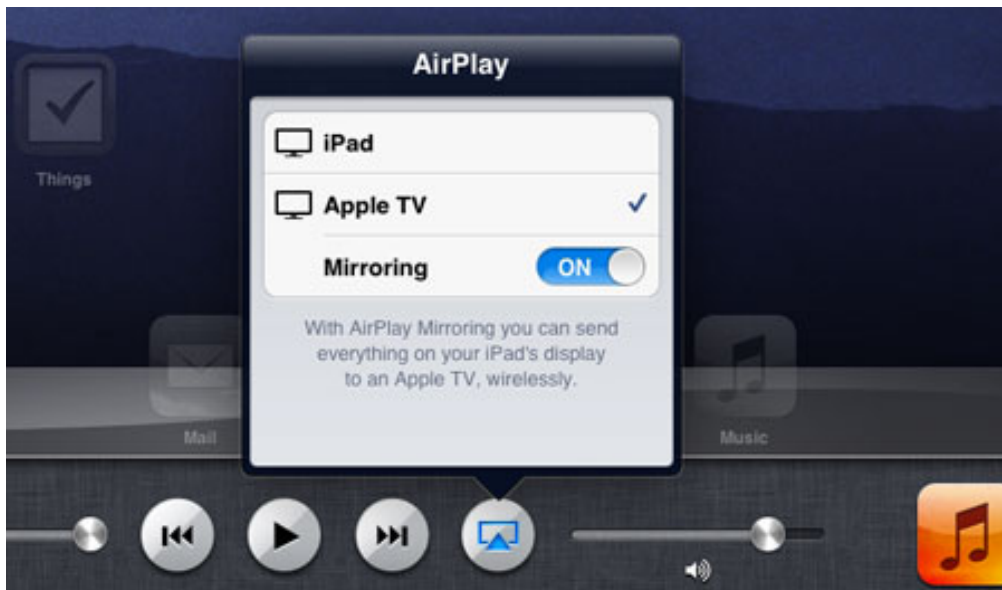 AirPlay
Things
iPad
Apple TV
Mirroring ON
With AirPlay Mirroring you can send
everything on your iPad's display
to an Apple TV, wirelessly.
Mail
Music